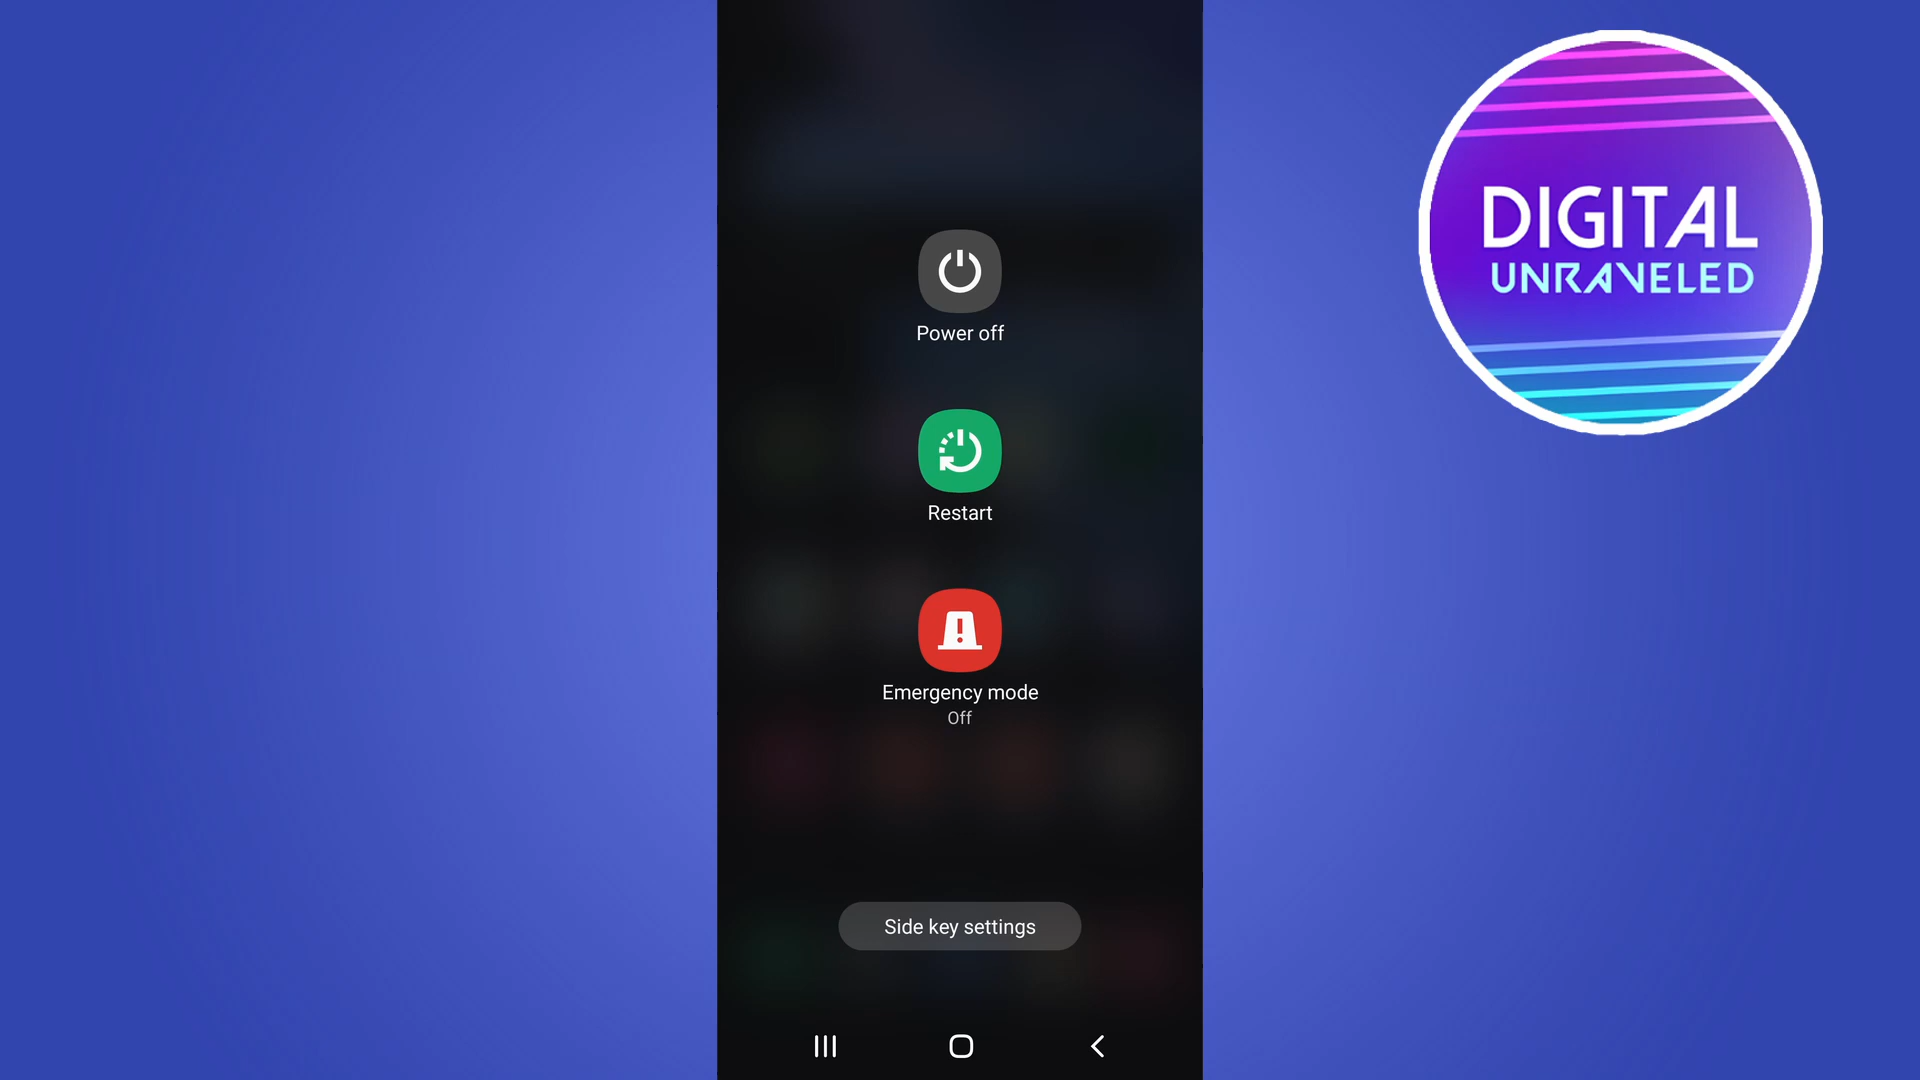 Power off
Restart
Emergency mode
Off
Side key settings
DIGITAL
UNRAVELED